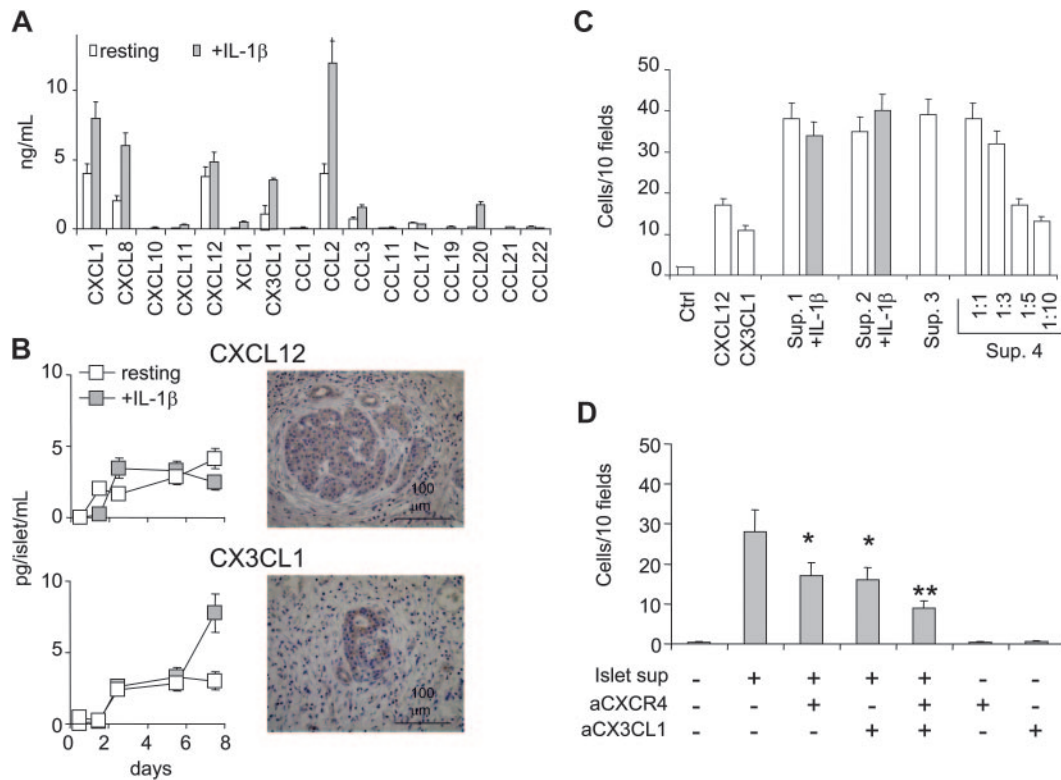 A
resting
+IL-1β
ng/mL
10
5
0
CXCL1
CXCL8
CXCL10
CXCL11
CXCL12
XCL1
CX3CL1
CCL1
CCL2
CCL3
CCL11
CCL17
CCL19
CCL20
CCL21
CCL22
B
CXCL12
resting
+IL-1β
10
5
0
100
μm
CX3CL1
10
5
0
0 2 4 6 8
days
pg/islet/mL
100
μm
C
Cells/10 fields
50
40
30
20
10
0
Ctrl
CXCL12
CX3CL1
Sup. 1
+IL-1β
Sup. 2
+IL-1β
Sup. 3
1:1
1:3
1:5
1:10
Sup. 4
D
Cells/10 fields
40
30
20
10
0
* * **
Islet sup - + + + + - -
aCXCR4 - - + - + + -
aCX3CL1 - - - + + - +